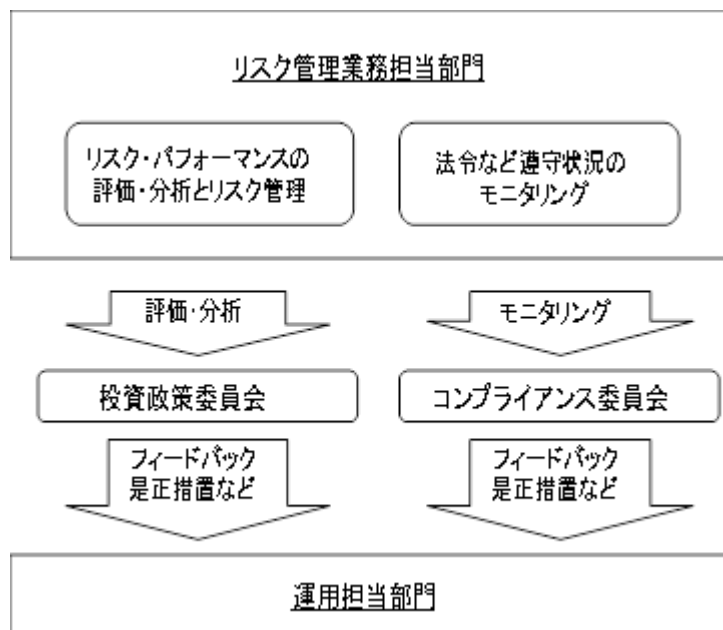 リスク管理業務担当部門
リスク・パフォーマンスの
評価・分析とリスク管理
法令など遵守状況の
モニタリング
評価・分析
モニタリング
投資政策委員会
コンプライアンス委員会
フィードバック
是正措置など
フィードバック
是正措置など
運用担当部門